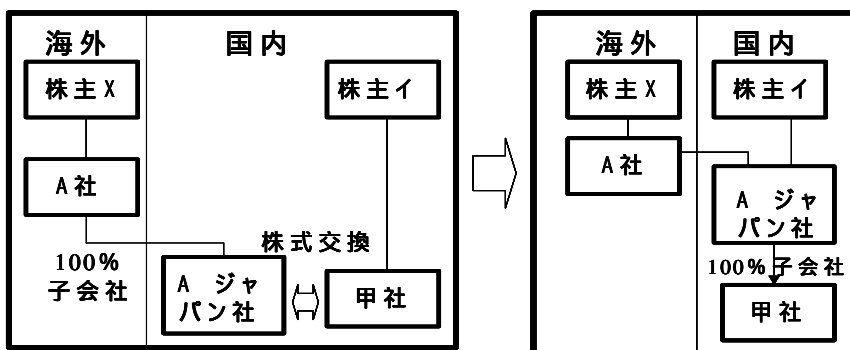 海外
国内
株主X
株主イ
A社
株式交換
100%
子会社
A ジャ
パン社
甲社
海外
国内
株主X
株主イ
A社
A ジャ
パン社
100%子会社
甲社